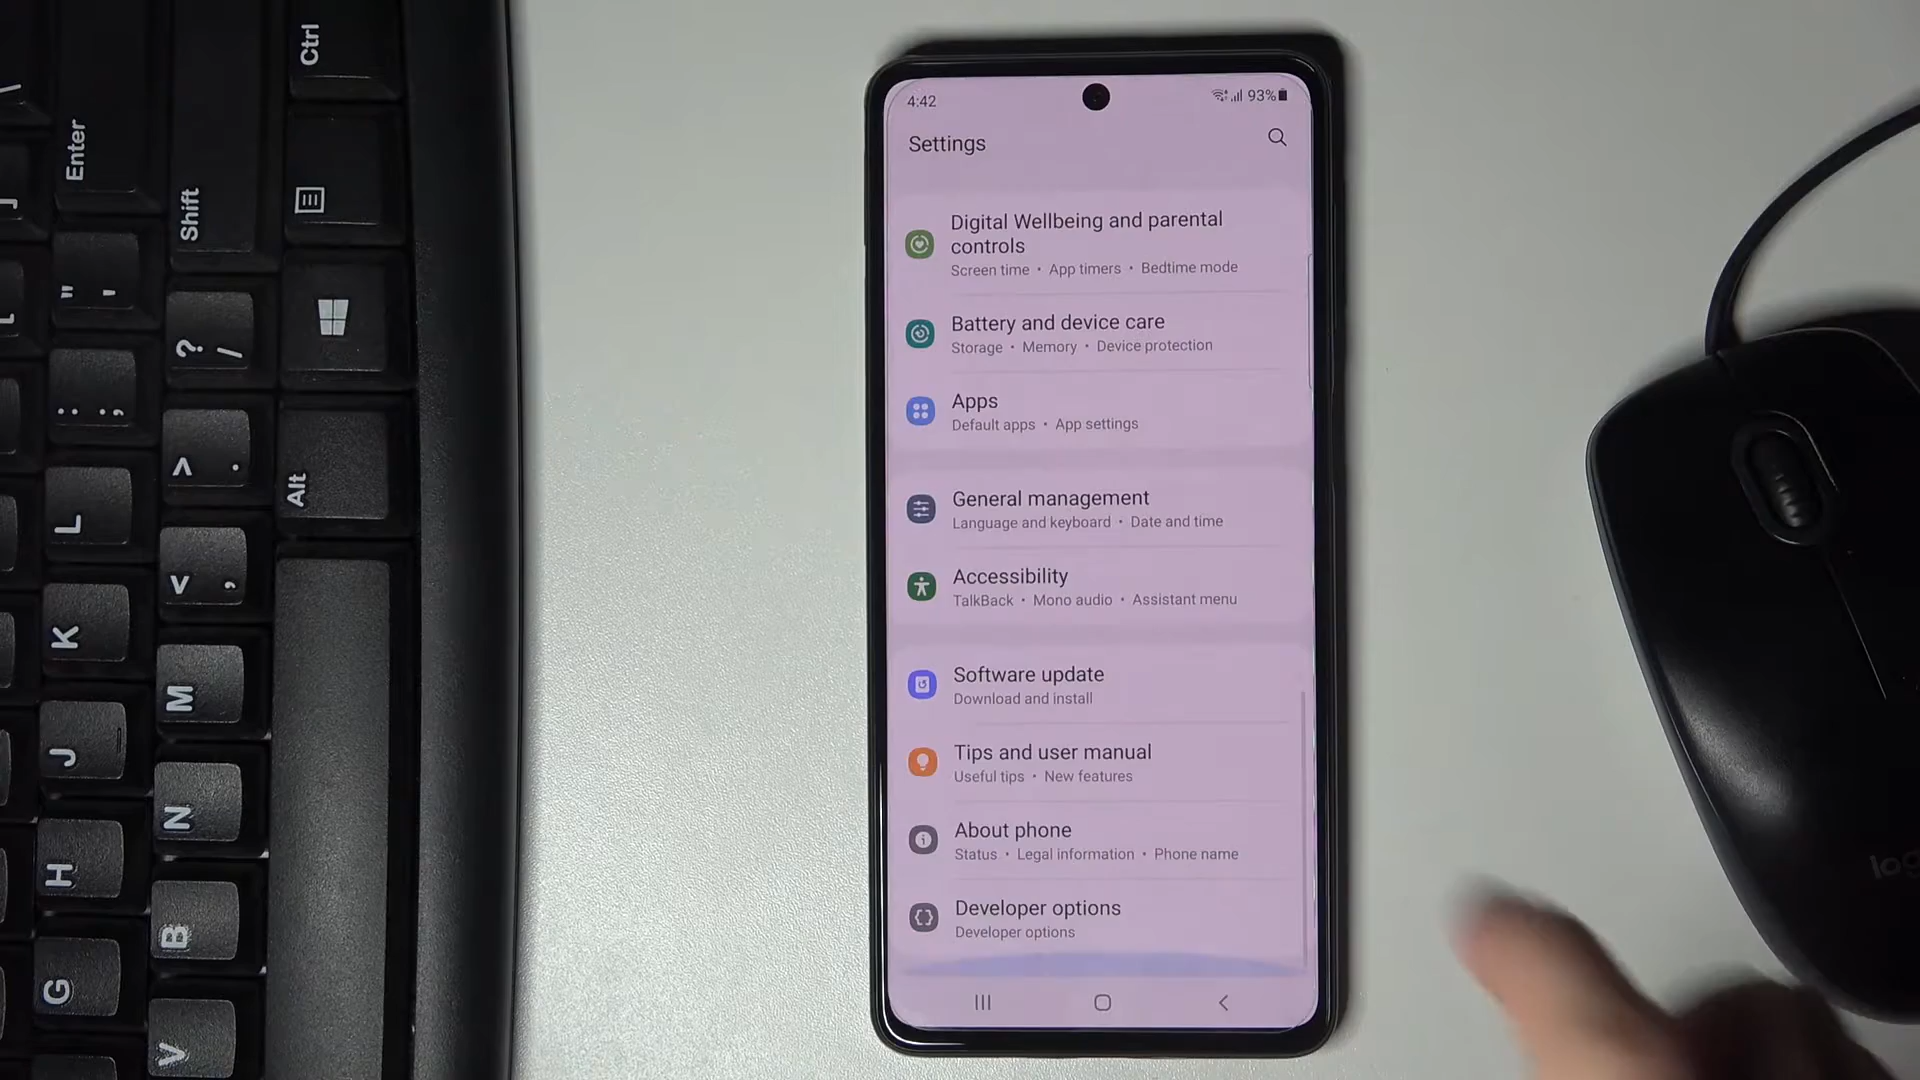 4:42
93%
Settings
Digital Wellbeing and parental
controls
Screen time • App timers • Bedtime mode
Battery and device care
Storage • Memory • Device protection
Apps
Default apps • App settings
General management
Language and keyboard • Date and time
Accessibility
TalkBack • Mono audio • Assistant menu
Software update
Download and install
Tips and user manual
Useful tips • New features
About phone
Status • Legal information • Phone name
Developer options
Developer options
Ctrl
Enter
Shift
\
]
" '
? /
: ;
> .
Alt
L
< ,
K
M
J
N
H
B
G
V
log